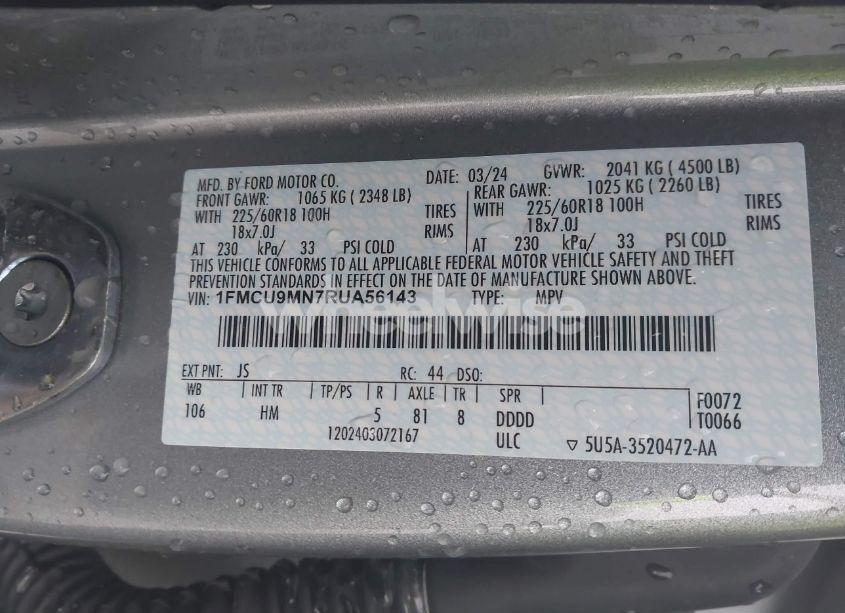 MFD. BY FORD MOTOR CO. DATE: 03/24 GVWR: 2041 KG ( 4500 LB)
FRONT GAWR: 1065 KG ( 2348 LB) REAR GAWR: 1025 KG ( 2260 LB)
WITH 225/60R18 100H TIRES WITH 225/60R18 100H TIRES
18x7.0J RIMS 18x7.0J RIMS
AT 230 kPa/ 33 PSI COLD AT 230 kPa/ 33 PSI COLD
THIS VEHICLE CONFORMS TO ALL APPLICABLE FEDERAL MOTOR VEHICLE SAFETY AND THEFT
PREVENTION STANDARDS IN EFFECT ON THE DATE OF MANUFACTURE SHOWN ABOVE.
VIN: 1FMCU9MN7RUA56143 TYPE: MPV
wheelwise
EXT PNT: JS RC: 44 DSO:
WB INT TR TP/PS R AXLE TR SPR F0072
106 HM 5 81 8 DDDD T0066
1202403072167 ULC ▽ 5U5A-3520472-AA